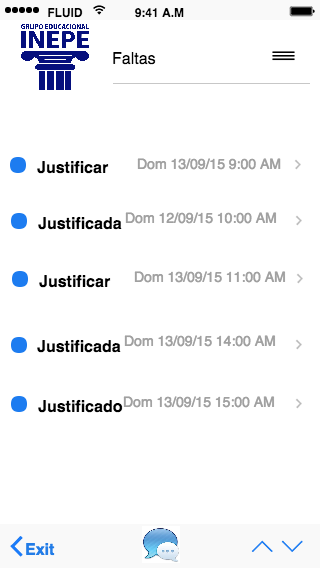 FLUID 9:41 A.M
GRUPO EDUCACIONAL
INEPE
Faltas
Justificar Dom 13/09/15 9:00 AM
Justificada Dom 12/09/15 10:00 AM
Justificar Dom 13/09/15 11:00 AM
Justificada Dom 13/09/15 14:00 AM
Justificado Dom 13/09/15 15:00 AM
Exit